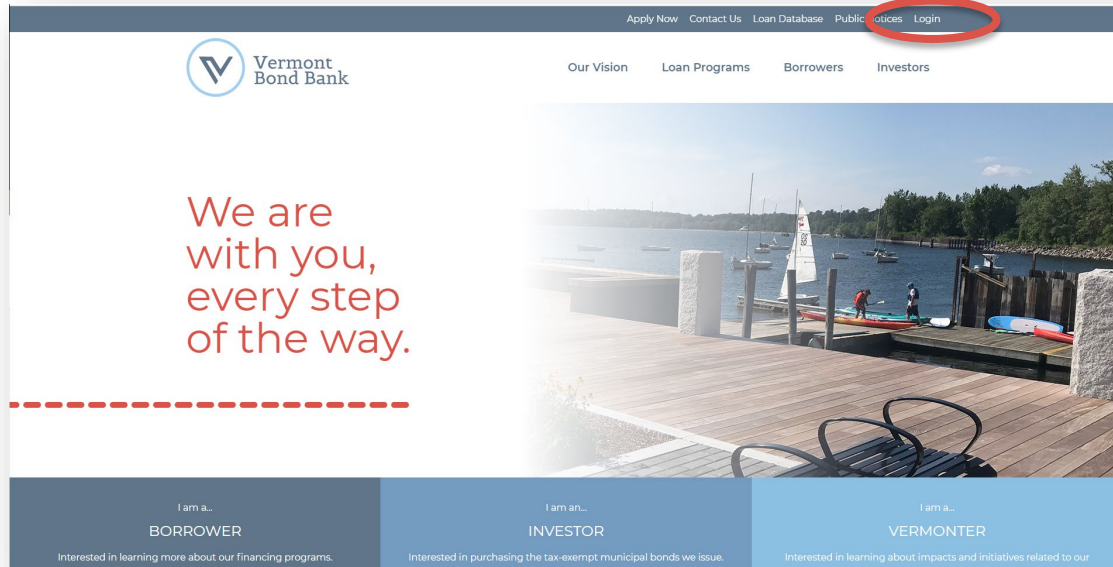 Apply Now Contact Us Loan Database Public Notices Login
Vermont
Bond Bank
Our Vision Loan Programs Borrowers Investors
We are
with you,
every step
of the way.
I am a...
BORROWER
Interested in learning more about our financing programs.
I am an...
INVESTOR
Interested in purchasing the tax-exempt municipal bonds we issue.
I am a...
VERMONTER
Interested in learning about impacts and initiatives related to our